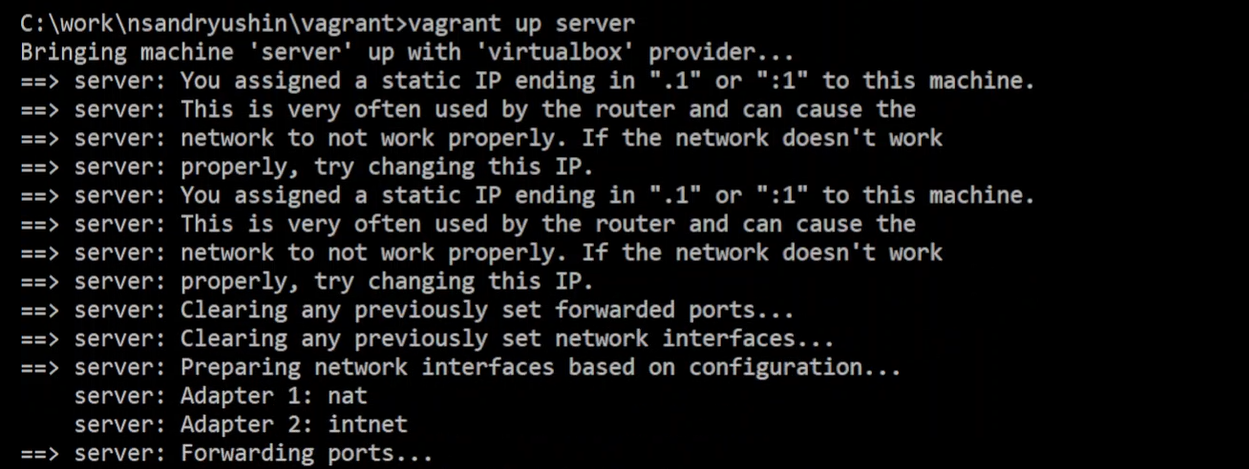 C:\work\nsandryushin\vagrant>vagrant up server
Bringing machine 'server' up with 'virtualbox' provider...
==> server: You assigned a static IP ending in ".1" or ":1" to this machine.
==> server: This is very often used by the router and can cause the
==> server: network to not work properly. If the network doesn't work
==> server: properly, try changing this IP.
==> server: You assigned a static IP ending in ".1" or ":1" to this machine.
==> server: This is very often used by the router and can cause the
==> server: network to not work properly. If the network doesn't work
==> server: properly, try changing this IP.
==> server: Clearing any previously set forwarded ports...
==> server: Clearing any previously set network interfaces...
==> server: Preparing network interfaces based on configuration...
    server: Adapter 1: nat
    server: Adapter 2: intnet
==> server: Forwarding ports...